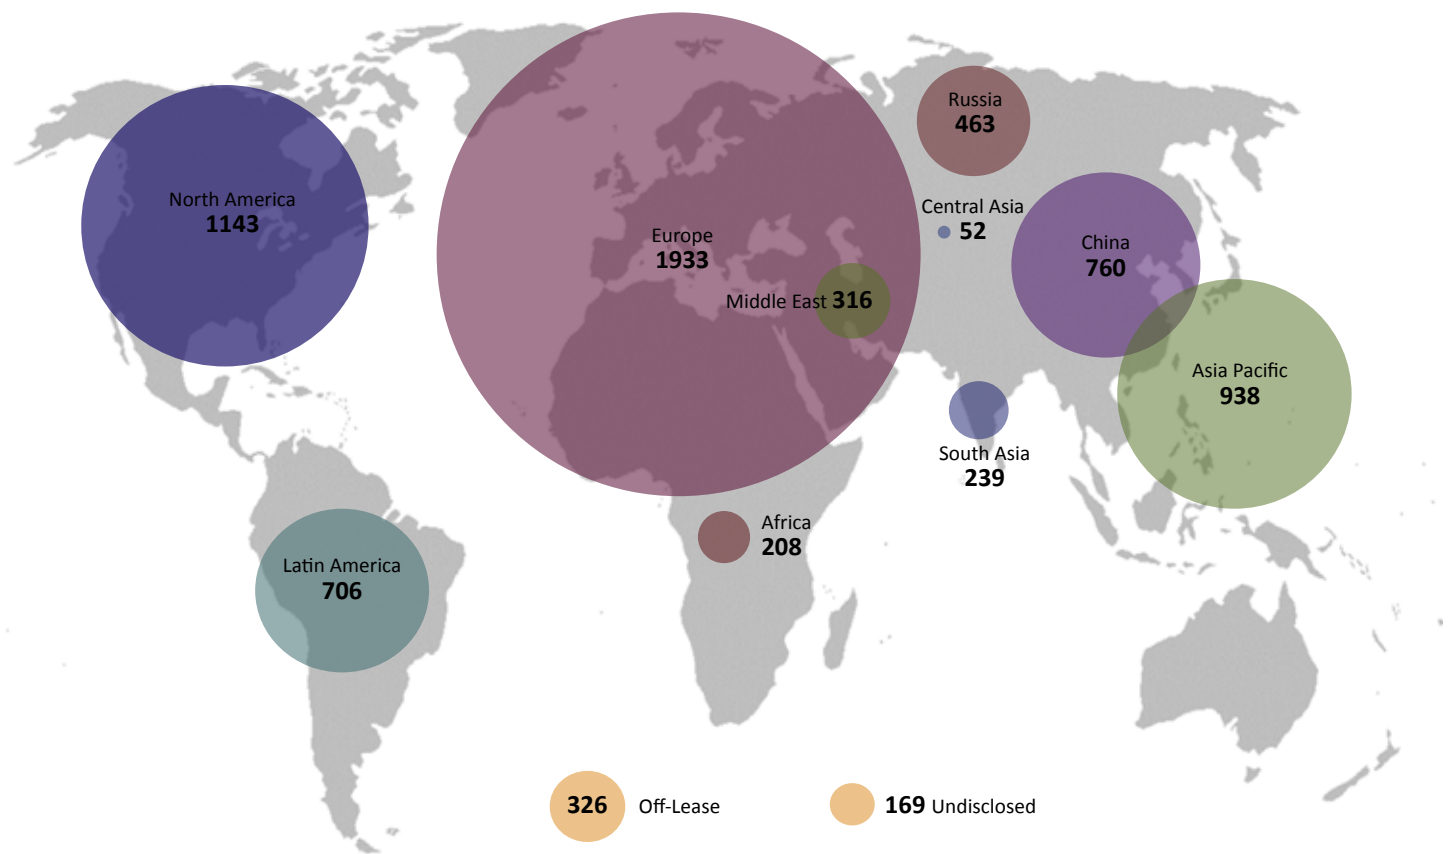 Russia
463
North America
1143
Central Asia
52
Europe
1933
China
760
Middle East 316
Asia Pacific
938
South Asia
239
Africa
208
Latin America
706
326 Off-Lease
169 Undisclosed